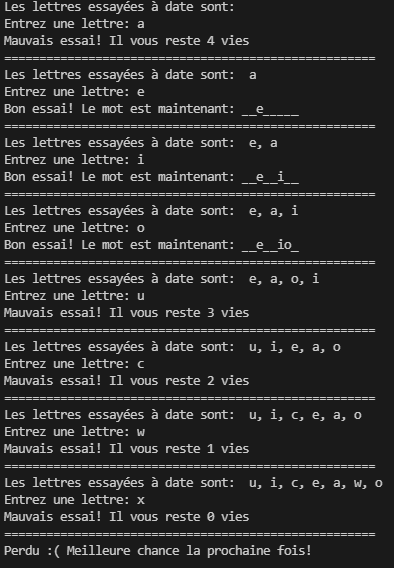 Les lettres essayées à date sont:
Entrez une lettre: a
Mauvais essai! Il vous reste 4 vies
=====================================================
Les lettres essayées à date sont:  a
Entrez une lettre: e
Bon essai! Le mot est maintenant: __e_____
=====================================================
Les lettres essayées à date sont:  e, a
Entrez une lettre: i
Bon essai! Le mot est maintenant: __e__i__
=====================================================
Les lettres essayées à date sont:  e, a, i
Entrez une lettre: o
Bon essai! Le mot est maintenant: __e__io_
=====================================================
Les lettres essayées à date sont:  e, a, o, i
Entrez une lettre: u
Mauvais essai! Il vous reste 3 vies
=====================================================
Les lettres essayées à date sont:  u, i, e, a, o
Entrez une lettre: c
Mauvais essai! Il vous reste 2 vies
=====================================================
Les lettres essayées à date sont:  u, i, c, e, a, o
Entrez une lettre: w
Mauvais essai! Il vous reste 1 vies
=====================================================
Les lettres essayées à date sont:  u, i, c, e, a, w, o
Entrez une lettre: x
Mauvais essai! Il vous reste 0 vies
=====================================================
Perdu :( Meilleure chance la prochaine fois!